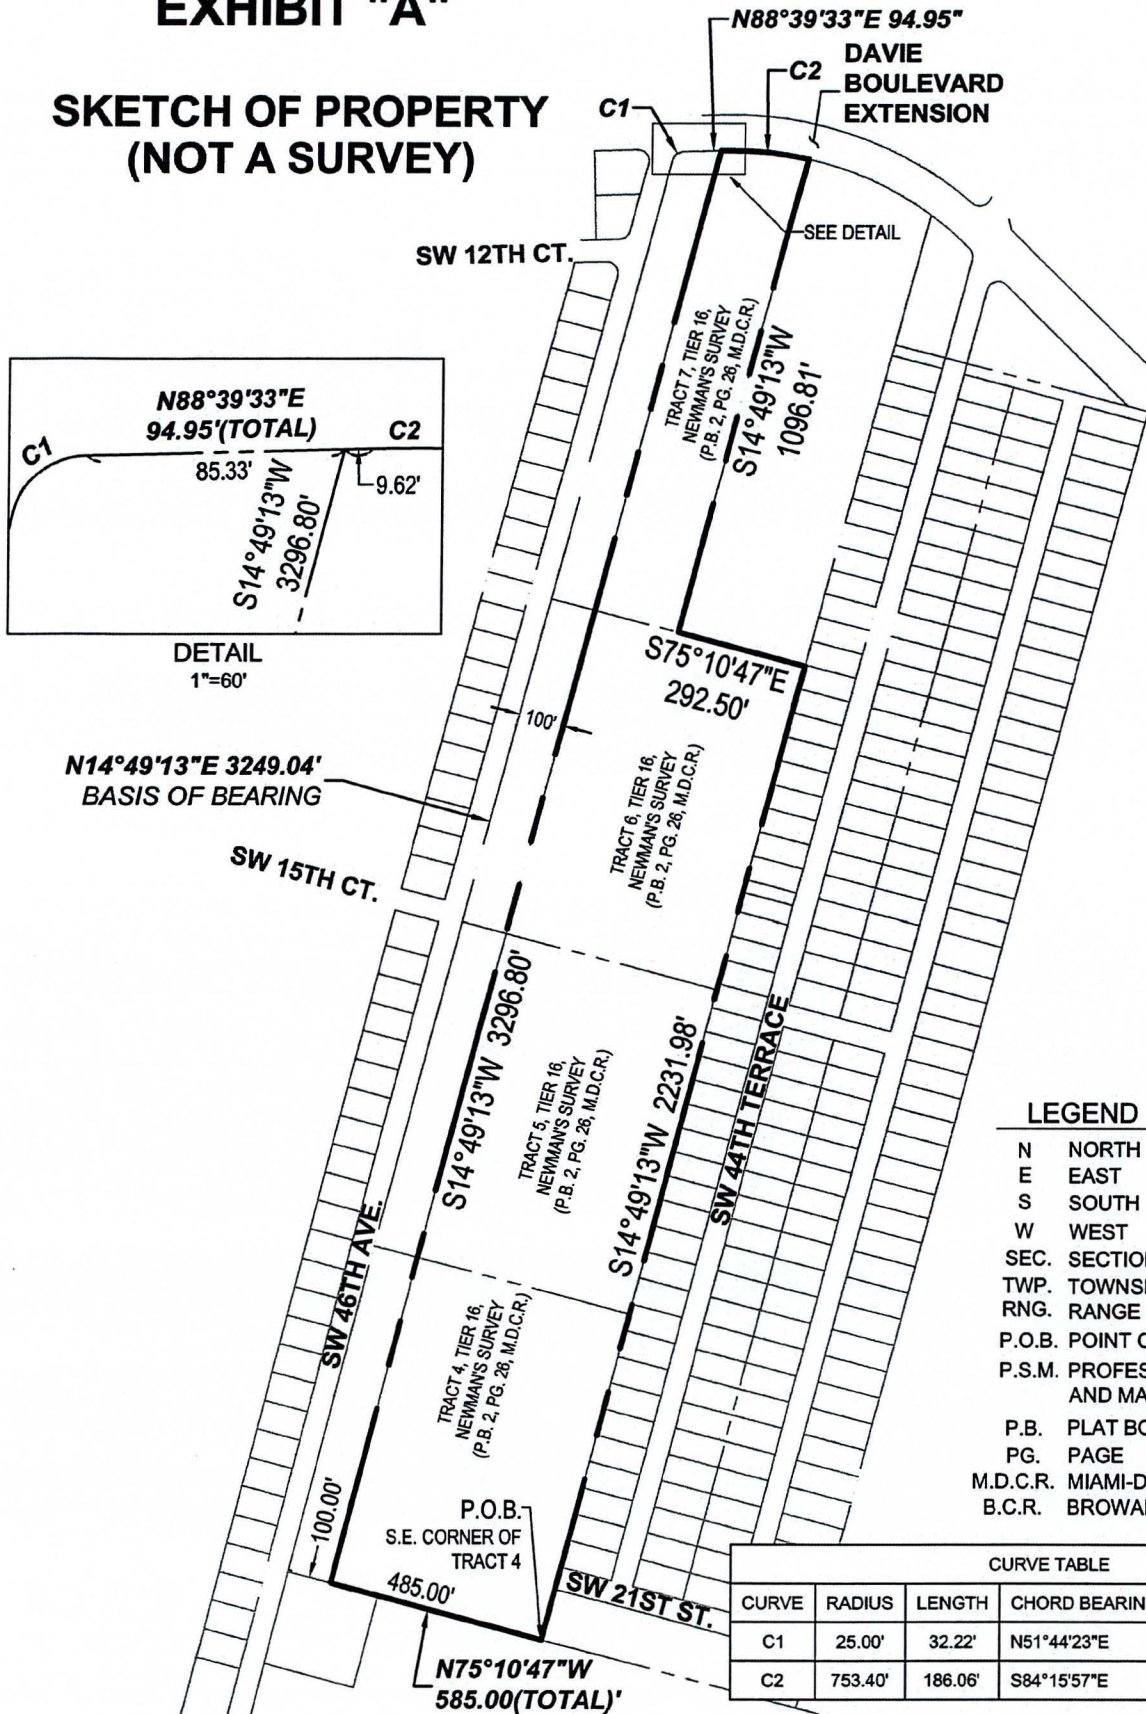 EXHIBIT "A"
SKETCH OF PROPERTY
(NOT A SURVEY)
N88°39'33"E 94.95"
C1
C2
DAVIE
BOULEVARD
EXTENSION
SEE DETAIL
SW 12TH CT.
TRACT 7, TIER 16,
NEWMAN'S SURVEY
(P.B. 2, PG. 26, M.D.C.R.)
S14°49'13"W
1096.81'
N88°39'33"E
94.95'(TOTAL)
C1
C2
85.33'
9.62'
S14°49'13"W
3296.80'
DETAIL
1"=60'
S75°10'47"E
292.50'
100'
N14°49'13"E 3249.04'
BASIS OF BEARING
TRACT 6, TIER 16,
NEWMAN'S SURVEY
(P.B. 2, PG. 26, M.D.C.R.)
SW 15TH CT.
S14°49'13"W 3296.80'
TRACT 5, TIER 16,
NEWMAN'S SURVEY
(P.B. 2, PG. 26, M.D.C.R.)
S14°49'13"W 2231.98'
SW 44TH TERRACE
SW 46TH AVE.
TRACT 4, TIER 16,
NEWMAN'S SURVEY
(P.B. 2, PG. 26, M.D.C.R.)
100.00'
P.O.B.
S.E. CORNER OF
TRACT 4
485.00'
SW 21ST ST.
N75°10'47"W
585.00(TOTAL)'
LEGEND
N NORTH
E EAST
S SOUTH
W WEST
SEC. SECTION
TWP. TOWNS
RNG. RANGE
P.O.B. POINT
P.S.M. PROFES
AND MA
P.B. PLAT BO
PG. PAGE
M.D.C.R. MIAMI-D
B.C.R. BROWA
CURVE TABLE
CURVE RADIUS LENGTH CHORD BEARIN
C1 25.00' 32.22' N51°44'23"E
C2 753.40' 186.06' S84°15'57"E